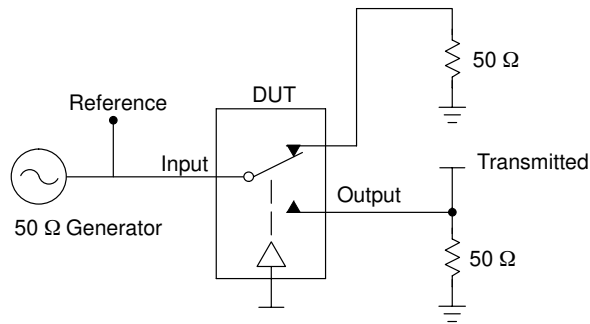 50 Ω
DUT
Reference
Input
Transmitted
Output
50 Ω Generator
50 Ω